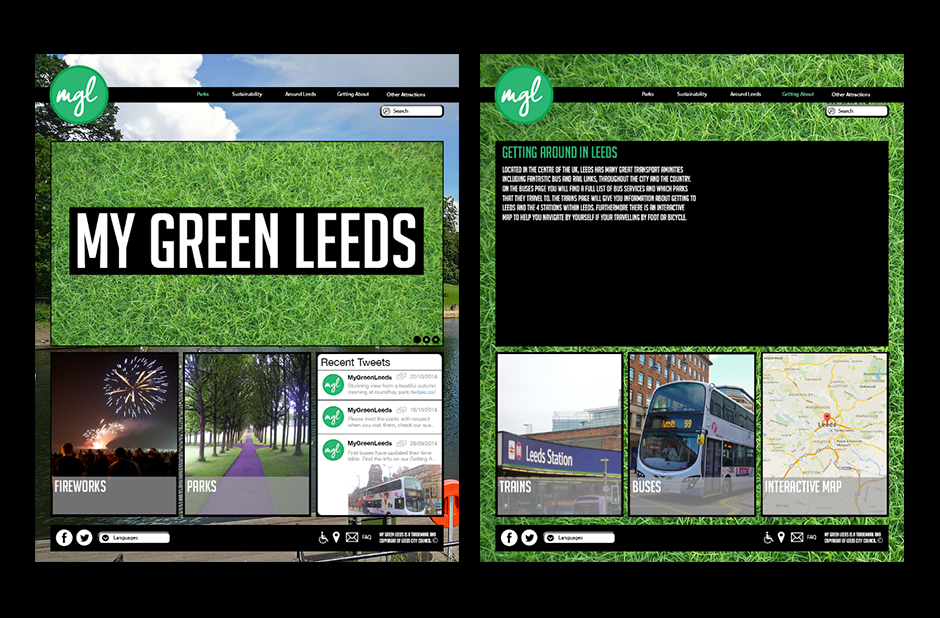 mgl
Parks Sustainability Around Leeds Getting About Other Attractions
Search
MY GREEN LEEDS
FIREWORKS
PARKS
Recent Tweets
MyGreenLeeds 22/10/2014
Stunning view from a beatiful autumn
morning at roundhay park twitpic.co/
MyGreenLeeds 18/10/2014
Please treat the parks with respect
when you visit them, check our sus..
MyGreenLeeds 28/09/2014
First buses have updated their time
table. Find the info on our Getting A..
Languages
FAQ
MY GREEN LEEDS IS A TRADEMARK AND
COPYRIGHT OF LEEDS CITY COUNCIL ©
mgl
Parks Sustainability Around Leeds Getting About Other Attractions
Search
GETTING AROUND IN LEEDS
LOCATED IN THE CENTRE OF THE UK, LEEDS HAS MANY GREAT TRANSPORT AMINITIES
INCLUDING FANTASTIC BUS AND RAIL LINKS, THROUGHOUT THE CITY AND THE COUNTRY.
ON THE BUSES PAGE YOU WILL FIND A FULL LIST OF BUS SERVICES AND WHICH PARKS
THAT THEY TRAVEL TO. THE TRAINS PAGE WILL GIVE YOU INFORMATION ABOUT GETTING TO
LEEDS AND THE 4 STATIONS WITHIN LEEDS. FURTHERMORE THERE IS AN INTERACTIVE
MAP TO HELP YOU NAVIGATE BY YOURSELF IF YOUR TRAVELLING BY FOOT OR BICYCLE.
Leeds Station
TRAINS
Leeds 99
BUSES
Leeds
INTERACTIVE MAP
Languages
FAQ
MY GREEN LEEDS IS A TRADEMARK AND
COPYRIGHT OF LEEDS CITY COUNCIL ©